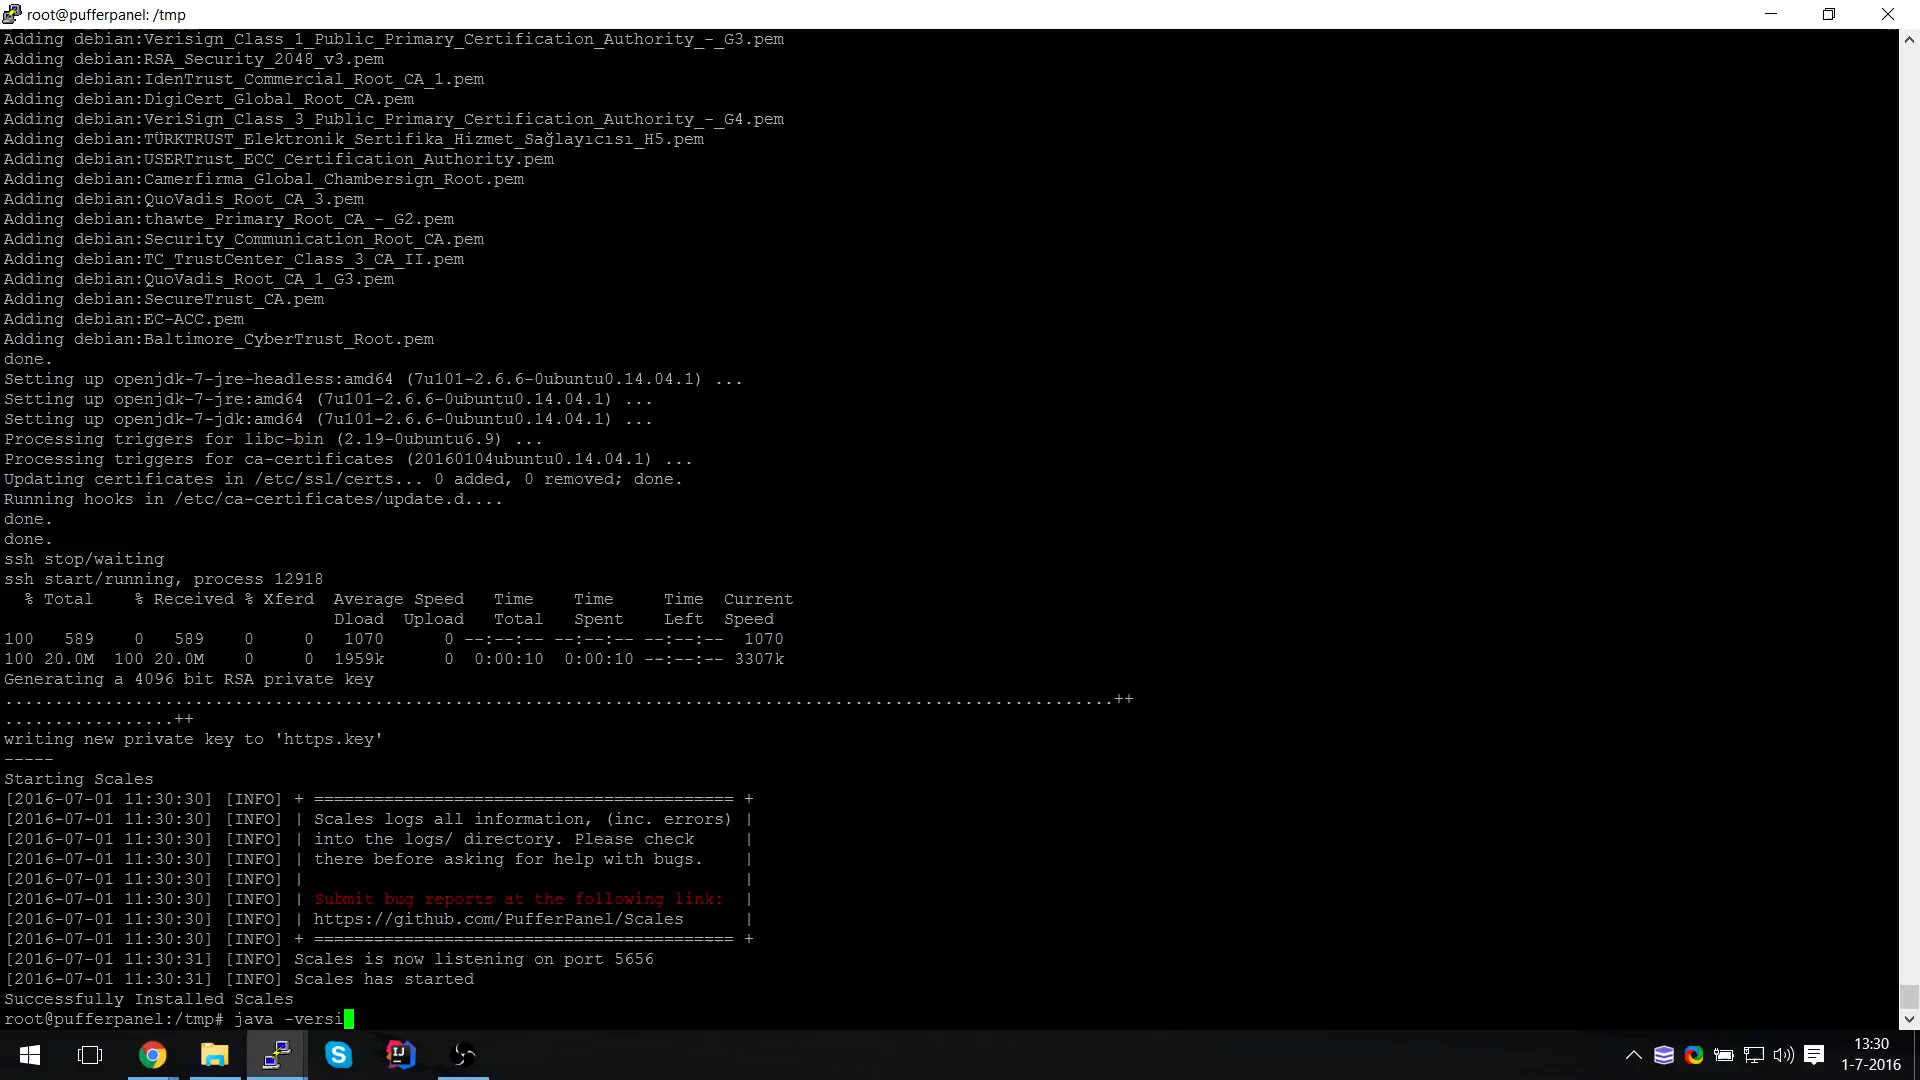 root@pufferpanel: /tmp
Adding debian:Verisign_Class_1_Public_Primary_Certification_Authority_-_G3.pem
Adding debian:RSA_Security_2048_v3.pem
Adding debian:IdenTrust_Commercial_Root_CA_1.pem
Adding debian:DigiCert_Global_Root_CA.pem
Adding debian:VeriSign_Class_3_Public_Primary_Certification_Authority_-_G4.pem
Adding debian:TÜRKTRUST_Elektronik_Sertifika_Hizmet_Sağlayıcısı_H5.pem
Adding debian:USERTrust_ECC_Certification_Authority.pem
Adding debian:Camerfirma_Global_Chambersign_Root.pem
Adding debian:QuoVadis_Root_CA_3.pem
Adding debian:thawte_Primary_Root_CA_-_G2.pem
Adding debian:Security_Communication_Root_CA.pem
Adding debian:TC_TrustCenter_Class_3_CA_II.pem
Adding debian:QuoVadis_Root_CA_1_G3.pem
Adding debian:SecureTrust_CA.pem
Adding debian:EC-ACC.pem
Adding debian:Baltimore_CyberTrust_Root.pem
done.
Setting up openjdk-7-jre-headless:amd64 (7u101-2.6.6-0ubuntu0.14.04.1) ...
Setting up openjdk-7-jre:amd64 (7u101-2.6.6-0ubuntu0.14.04.1) ...
Setting up openjdk-7-jdk:amd64 (7u101-2.6.6-0ubuntu0.14.04.1) ...
Processing triggers for libc-bin (2.19-0ubuntu6.9) ...
Processing triggers for ca-certificates (20160104ubuntu0.14.04.1) ...
Updating certificates in /etc/ssl/certs... 0 added, 0 removed; done.
Running hooks in /etc/ca-certificates/update.d....
done.
done.
ssh stop/waiting
ssh start/running, process 12918
  % Total    % Received % Xferd  Average Speed   Time    Time     Time  Current
                                 Dload  Upload   Total   Spent    Left  Speed
100   589    0   589    0     0   1070      0 --:--:-- --:--:-- --:--:--  1070
100 20.0M  100 20.0M    0     0  1959k      0  0:00:10  0:00:10 --:--:-- 3307k
Generating a 4096 bit RSA private key
...............................................................................................................++
.................++
writing new private key to 'https.key'
-----
Starting Scales
[2016-07-01 11:30:30] [INFO] + ========================================== +
[2016-07-01 11:30:30] [INFO] | Scales logs all information, (inc. errors) |
[2016-07-01 11:30:30] [INFO] | into the logs/ directory. Please check     |
[2016-07-01 11:30:30] [INFO] | there before asking for help with bugs.    |
[2016-07-01 11:30:30] [INFO] |                                            |
[2016-07-01 11:30:30] [INFO] | Submit bug reports at the following link:  |
[2016-07-01 11:30:30] [INFO] | https://github.com/PufferPanel/Scales      |
[2016-07-01 11:30:30] [INFO] + ========================================== +
[2016-07-01 11:30:31] [INFO] Scales is now listening on port 5656
[2016-07-01 11:30:31] [INFO] Scales has started
Successfully Installed Scales
root@pufferpanel:/tmp# java -versi
13:30
1-7-2016